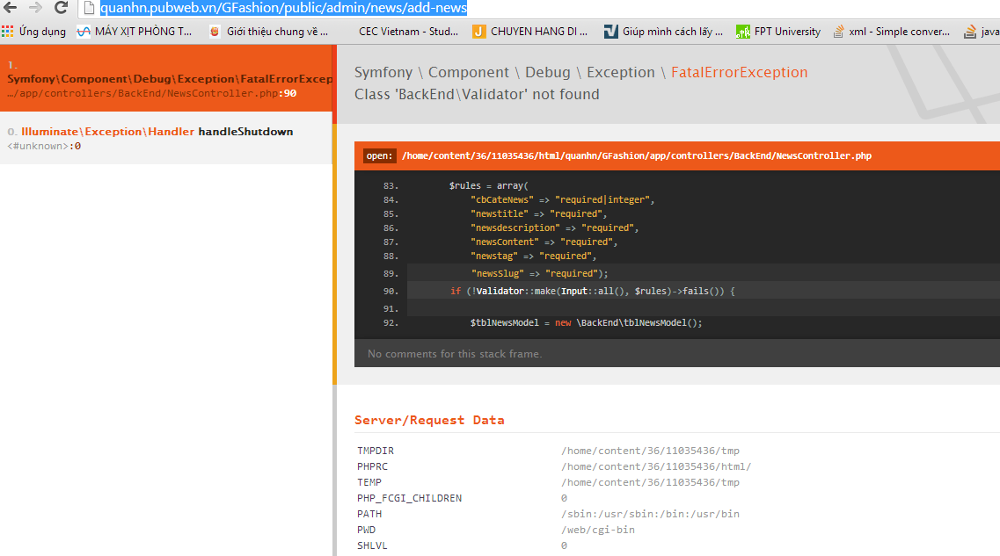 quanhn.pubweb.vn/GFashion/public/admin/news/add-news
Ứng dụng MÁY XỊT PHÒNG T... Giới thiệu chung về ... CEC Vietnam - Stud... CHUYEN HANG DI ... Giúp mình cách lấy ... FPT University xml - Simple conver... java
1.
Symfony\Component\Debug\Exception\FatalErrorExcep
…/app/controllers/BackEnd/NewsController.php:90
0. Illuminate\Exception\Handler handleShutdown
<#unknown>:0
Symfony \ Component \ Debug \ Exception \ FatalErrorException
Class 'BackEnd\Validator' not found
open: /home/content/36/11035436/html/quanhn/GFashion/app/controllers/BackEnd/NewsController.php
83. $rules = array(
84. "cbCateNews" => "required|integer",
85. "newstitle" => "required",
86. "newsdescription" => "required",
87. "newsContent" => "required",
88. "newstag" => "required",
89. "newsSlug" => "required");
90. if (!Validator::make(Input::all(), $rules)->fails()) {
91.
92. $tblNewsModel = new \BackEnd\tblNewsModel();
No comments for this stack frame.
Server/Request Data
TMPDIR /home/content/36/11035436/tmp
PHPRC /home/content/36/11035436/html/
TEMP /home/content/36/11035436/tmp
PHP_FCGI_CHILDREN 0
PATH /sbin:/usr/sbin:/bin:/usr/bin
PWD /web/cgi-bin
SHLVL 0